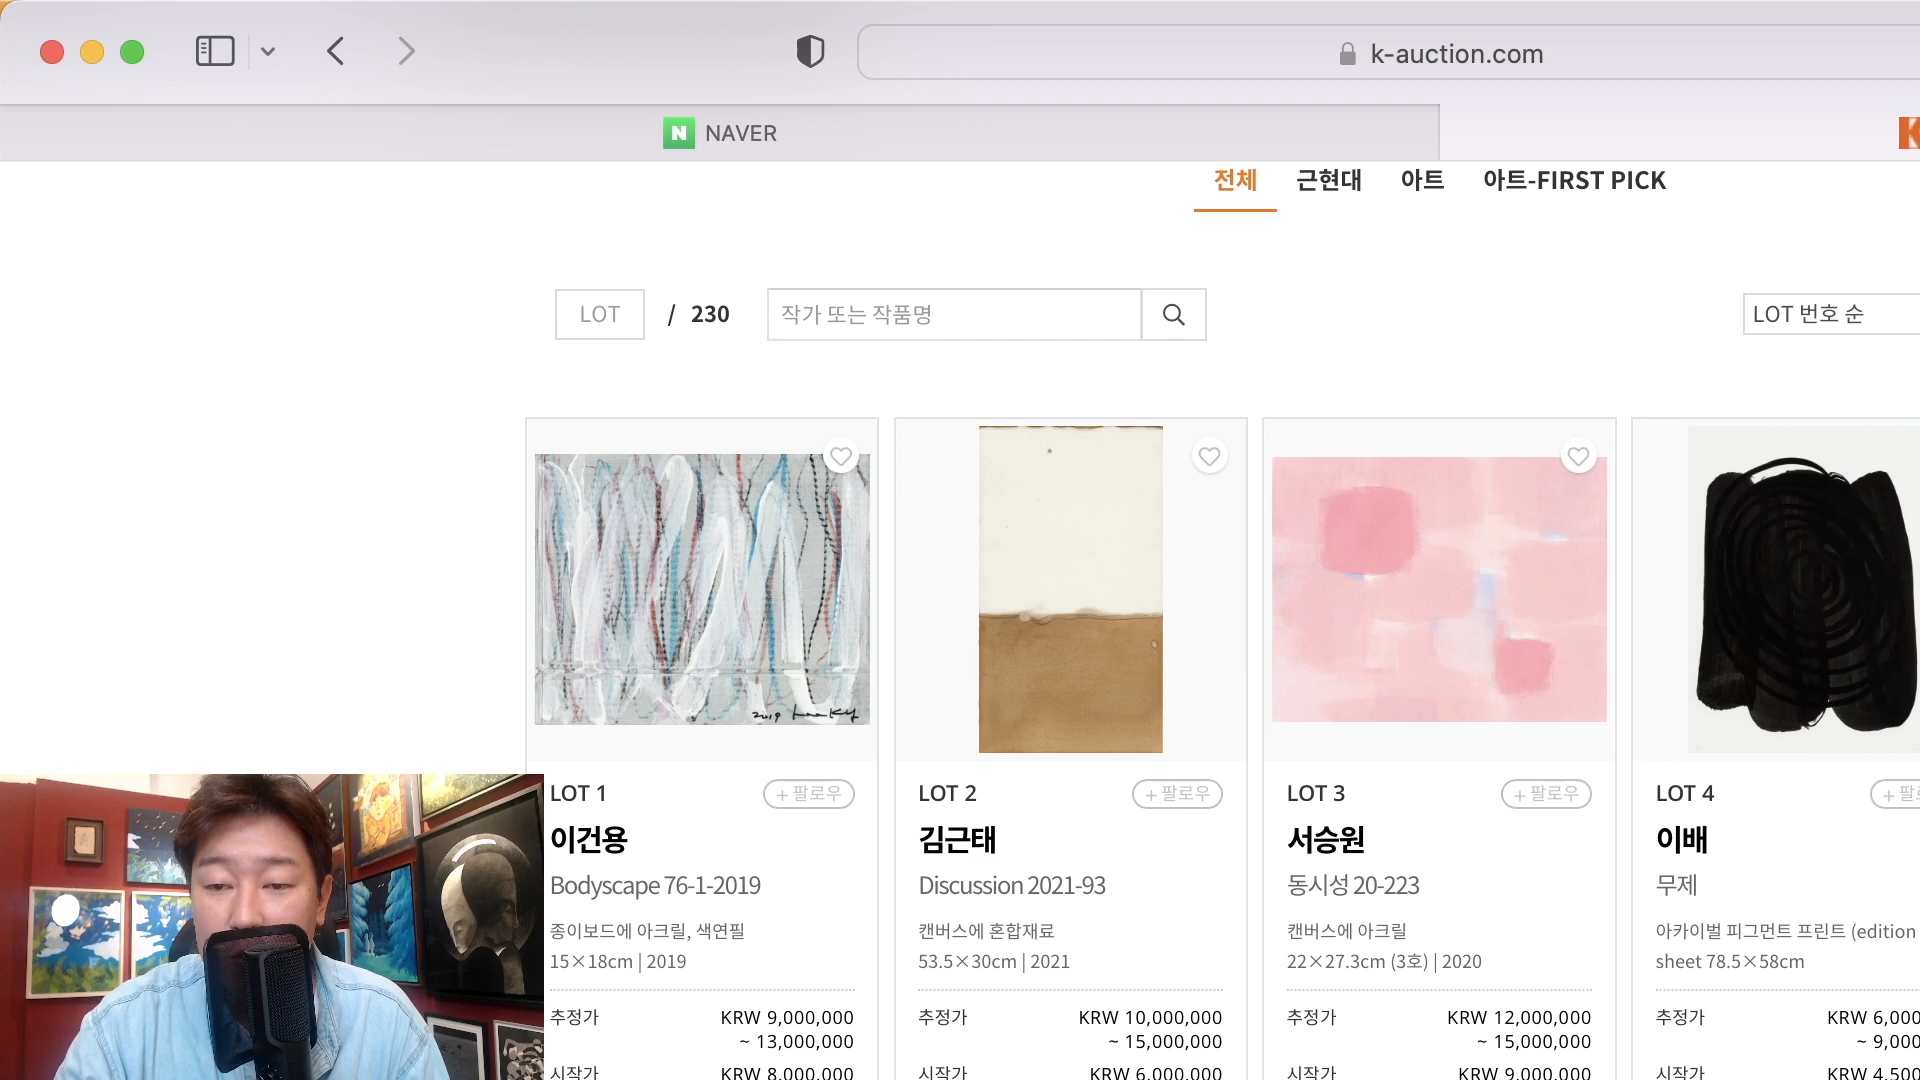 k-auction.com
NAVER
전체 근현대 아트 아트-FIRST PICK
LOT / 230 작가 또는 작품명 LOT 번호 순
2019
LOT 1 +팔로우
이건용
Bodyscape 76-1-2019
종이보드에 아크릴, 색연필
15×18cm | 2019
추정가 KRW 9,000,000
~ 13,000,000
시작가 KRW 8,000,000
LOT 2 +팔로우
김근태
Discussion 2021-93
캔버스에 혼합재료
53.5×30cm | 2021
추정가 KRW 10,000,000
~ 15,000,000
시작가 KRW 6,000,000
LOT 3 +팔로우
서승원
동시성 20-223
캔버스에 아크릴
22×27.3cm (3호) | 2020
추정가 KRW 12,000,000
~ 15,000,000
시작가 KRW 9,000,000
LOT 4
이배
무제
아카이벌 피그먼트 프린트 (edition
sheet 78.5×58cm
추정가 KRW 6,000
~ 9,000
시작가 KRW 4,500